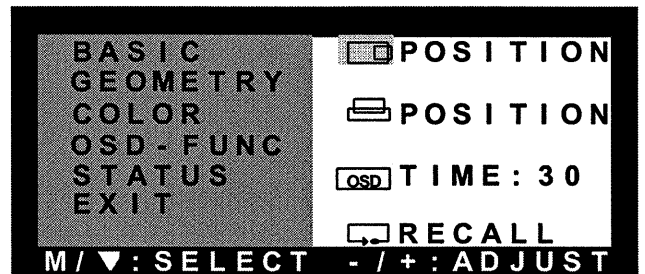 BASIC
GEOMETRY
COLOR
OSD-FUNC
STATUS
EXIT
POSITION
POSITION
OSD TIME: 30
RECALL
M/▼:SELECT -/+:ADJUST